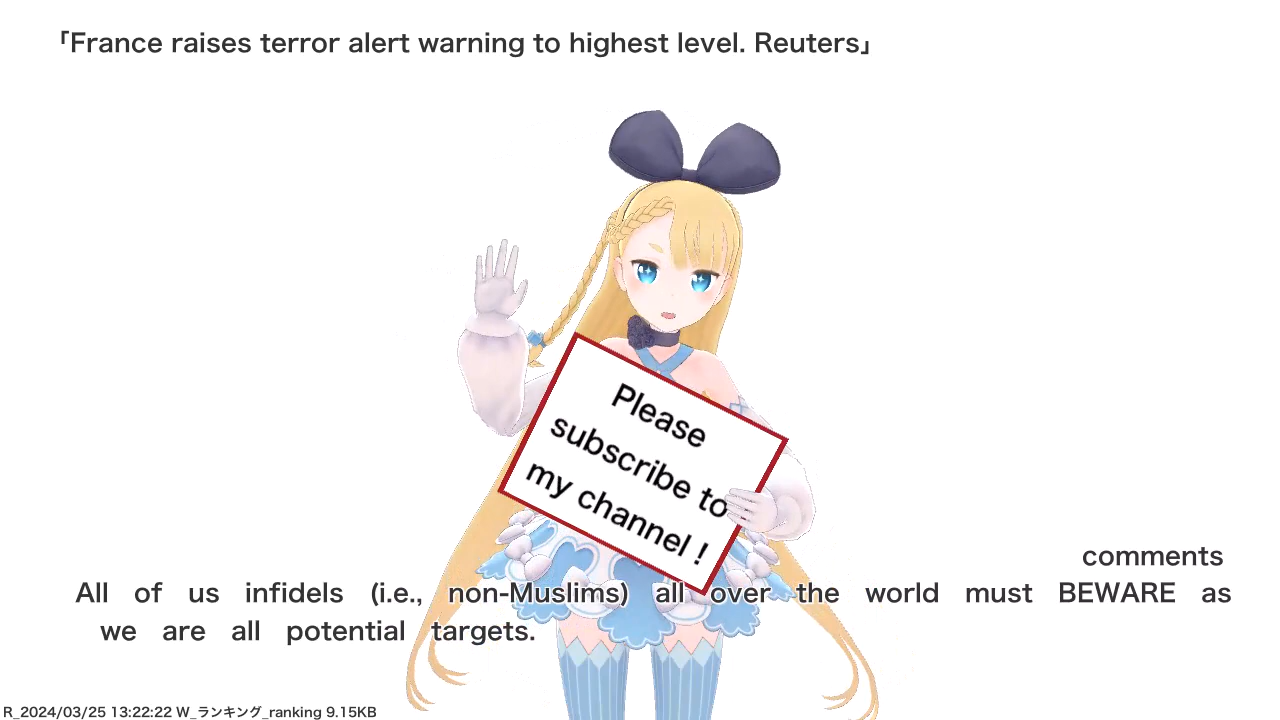 「France raises terror alert warning to highest level. Reuters」
Please
subscribe to
my channel !
comments
All of us infidels (i.e., non-Muslims) all over the world must BEWARE as
we are all potential targets.
R_2024/03/25 13:22:22 W_ランキング_ranking 9.15KB